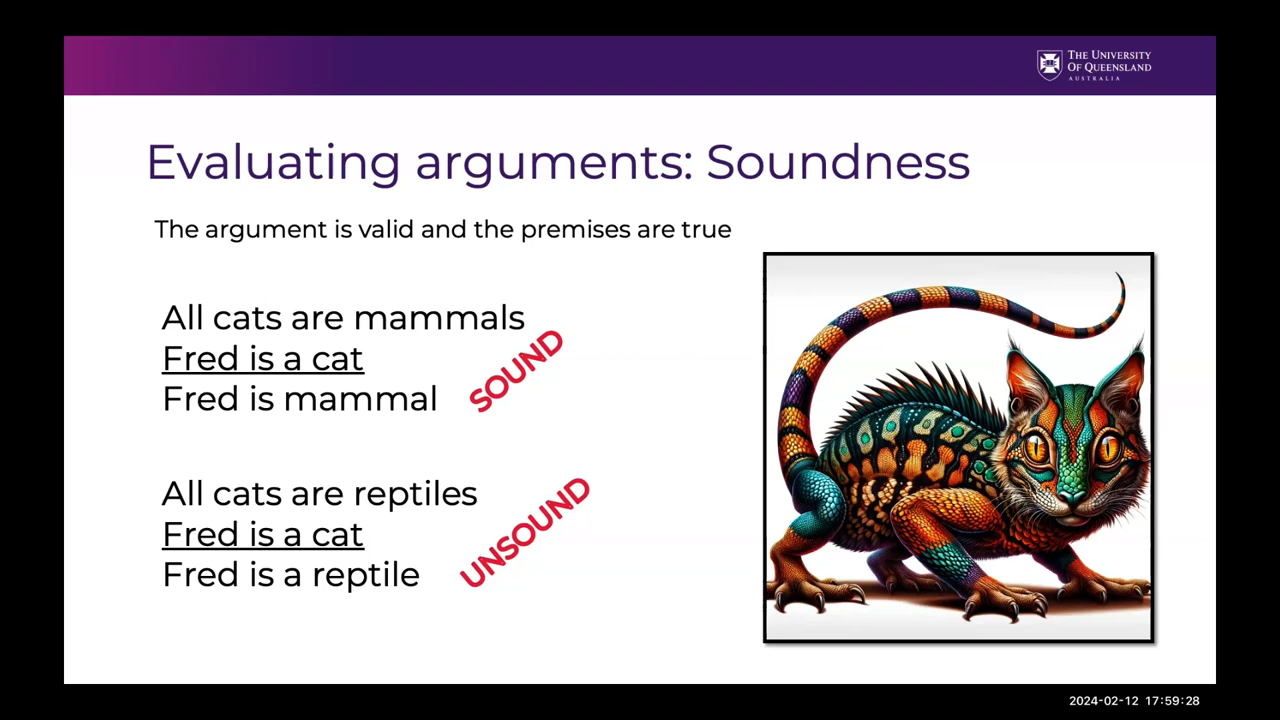 THE UNIVERSITY
OF QUEENSLAND
AUSTRALIA
Evaluating arguments: Soundness
The argument is valid and the premises are true
All cats are mammals
Fred is a cat
Fred is mammal
SOUND
All cats are reptiles
Fred is a cat
Fred is a reptile
UNSOUND
2024-02-12 17:59:28